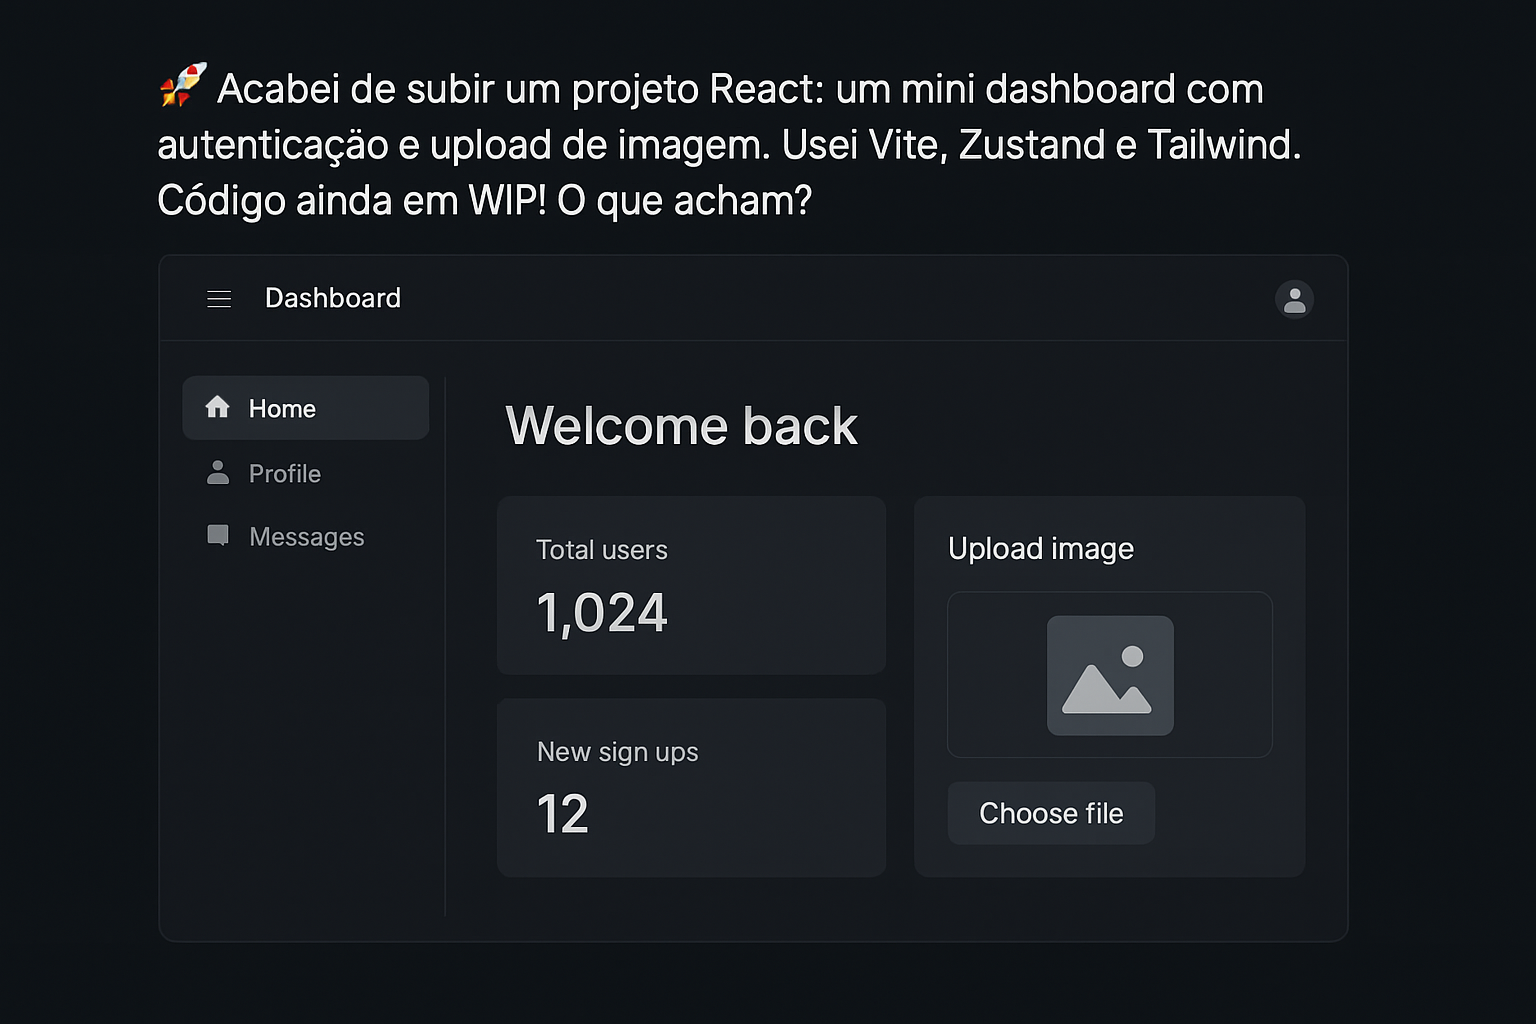 🚀 Acabei de subir um projeto React: um mini dashboard com
autenticaçäo e upload de imagem. Usei Vite, Zustand e Tailwind.
Código ainda em WIP! O que acham?
Dashboard
Home
Profile
Messages
Welcome back
Total users
1,024
New sign ups
12
Upload image
Choose file